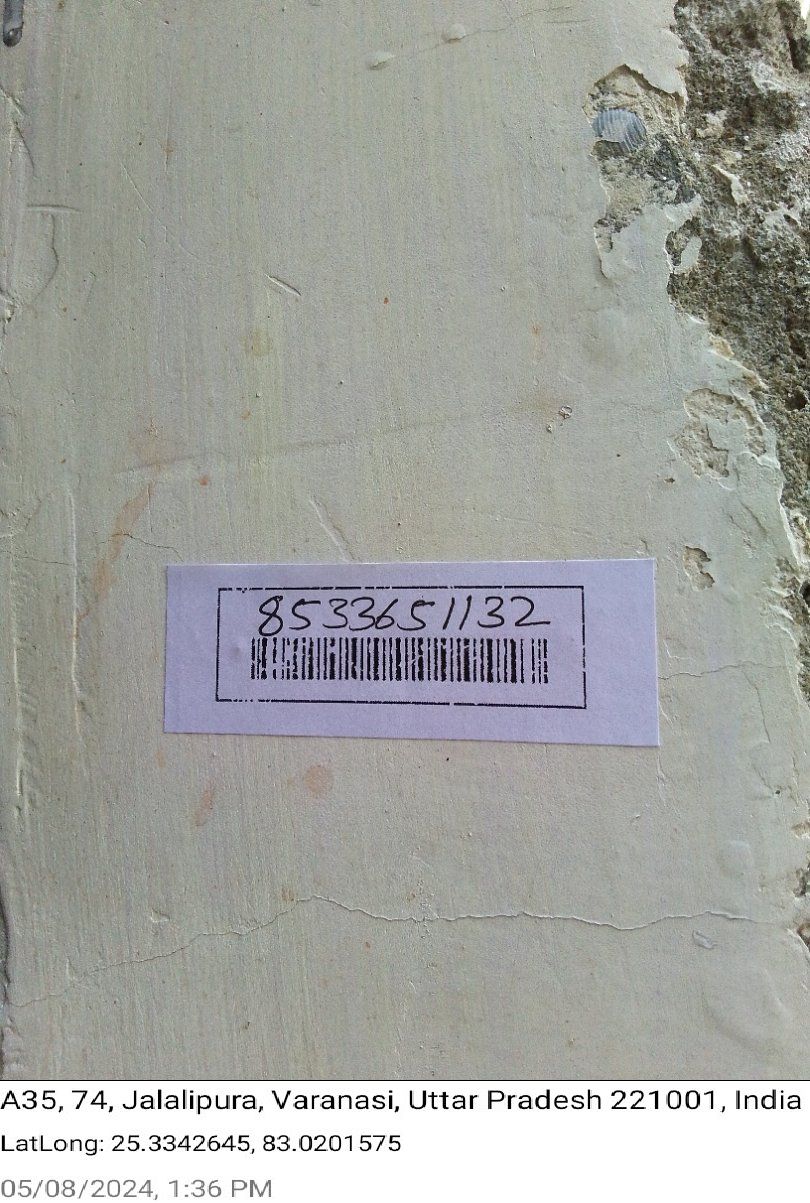 8533651132
A35, 74, Jalalipura, Varanasi, Uttar Pradesh 221001, India
LatLong: 25.3342645, 83.0201575
05/08/2024, 1:36 PM